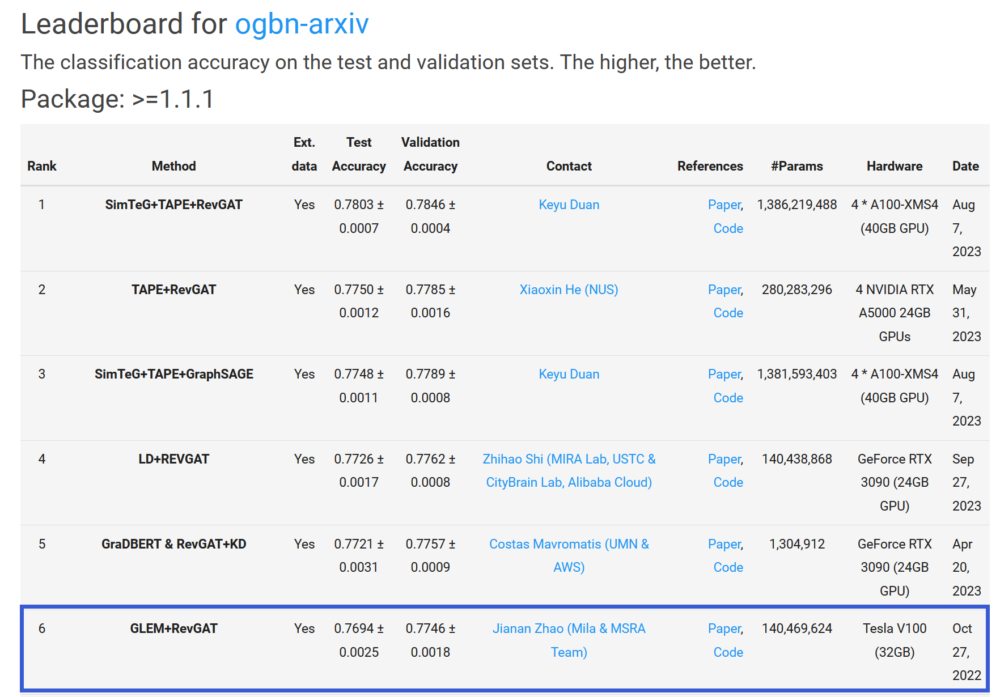 Leaderboard for ogbn-arxiv
The classification accuracy on the test and validation sets. The higher, the better.
Package: >=1.1.1
Rank Method Ext. data Test Accuracy Validation Accuracy Contact References #Params Hardware Date
1 SimTeG+TAPE+RevGAT Yes 0.7803 ± 0.0007 0.7846 ± 0.0004 Keyu Duan Paper, Code 1,386,219,488 4 * A100-XMS4 (40GB GPU) Aug 7, 2023
2 TAPE+RevGAT Yes 0.7750 ± 0.0012 0.7785 ± 0.0016 Xiaoxin He (NUS) Paper, Code 280,283,296 4 NVIDIA RTX A5000 24GB GPUs May 31, 2023
3 SimTeG+TAPE+GraphSAGE Yes 0.7748 ± 0.0011 0.7789 ± 0.0008 Keyu Duan Paper, Code 1,381,593,403 4 * A100-XMS4 (40GB GPU) Aug 7, 2023
4 LD+REVGAT Yes 0.7726 ± 0.0017 0.7762 ± 0.0008 Zhihao Shi (MIRA Lab, USTC & CityBrain Lab, Alibaba Cloud) Paper, Code 140,438,868 GeForce RTX 3090 (24GB GPU) Sep 27, 2023
5 GraDBERT & RevGAT+KD Yes 0.7721 ± 0.0031 0.7757 ± 0.0009 Costas Mavromatis (UMN & AWS) Paper, Code 1,304,912 GeForce RTX 3090 (24GB GPU) Apr 20, 2023
6 GLEM+RevGAT Yes 0.7694 ± 0.0025 0.7746 ± 0.0018 Jianan Zhao (Mila & MSRA Team) Paper, Code 140,469,624 Tesla V100 (32GB) Oct 27, 2022